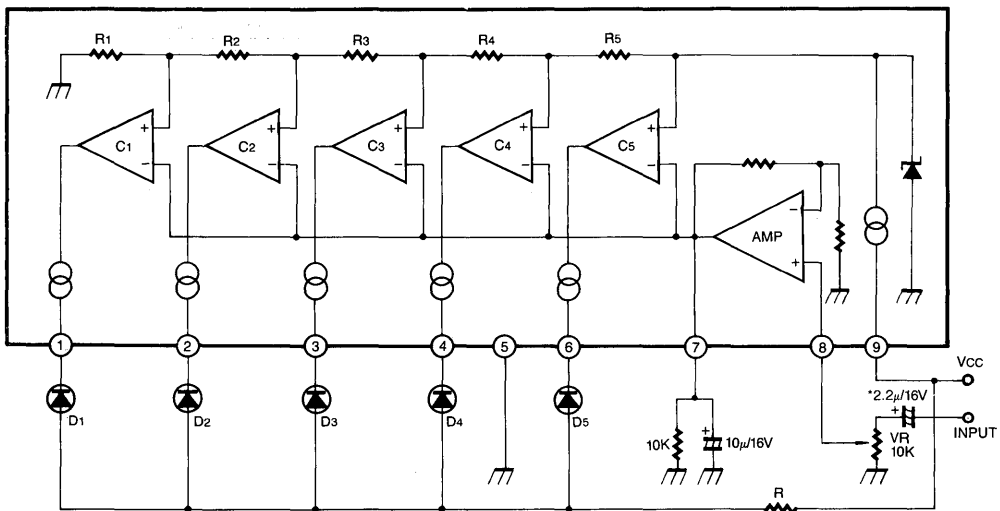 R1 R2 R3 R4 R5
+ + + + +
C1 C2 C3 C4 C5
− − − − −
−
AMP
+
1 2 3 4 5 6 7 8 9
VCC
*2.2μ/16V
+
INPUT
D1 D2 D3 D4 D5
10K
+
10μ/16V
VR
10K
R